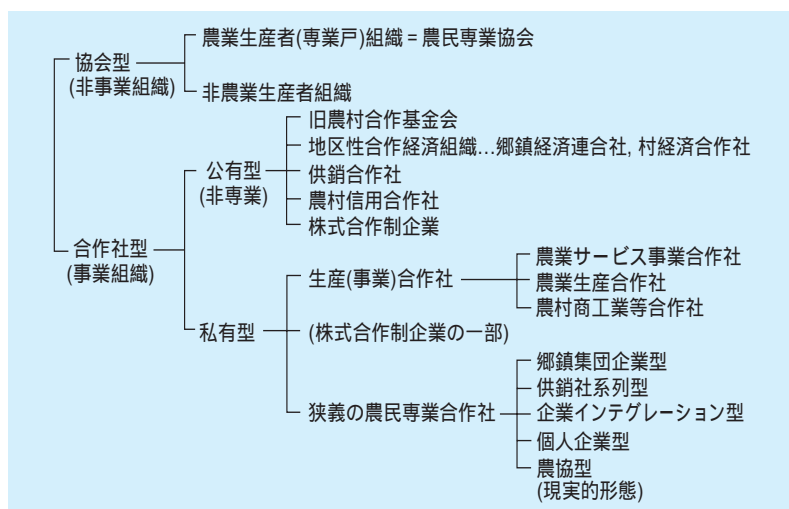 農業生産者(専業戸)組織 = 農民専業協会
協会型
(非事業組織)
非農業生産者組織
旧農村合作基金会
地区性合作経済組織…郷鎮経済連合社, 村経済合作社
公有型
(非専業)
供銷合作社
農村信用合作社
株式合作制企業
合作社型
(事業組織)
農業サービス事業合作社
生産(事業)合作社
農業生産合作社
農村商工業等合作社
私有型
(株式合作制企業の一部)
郷鎮集団企業型
供銷社系列型
狭義の農民専業合作社
企業インテグレーション型
個人企業型
農協型
(現実的形態)